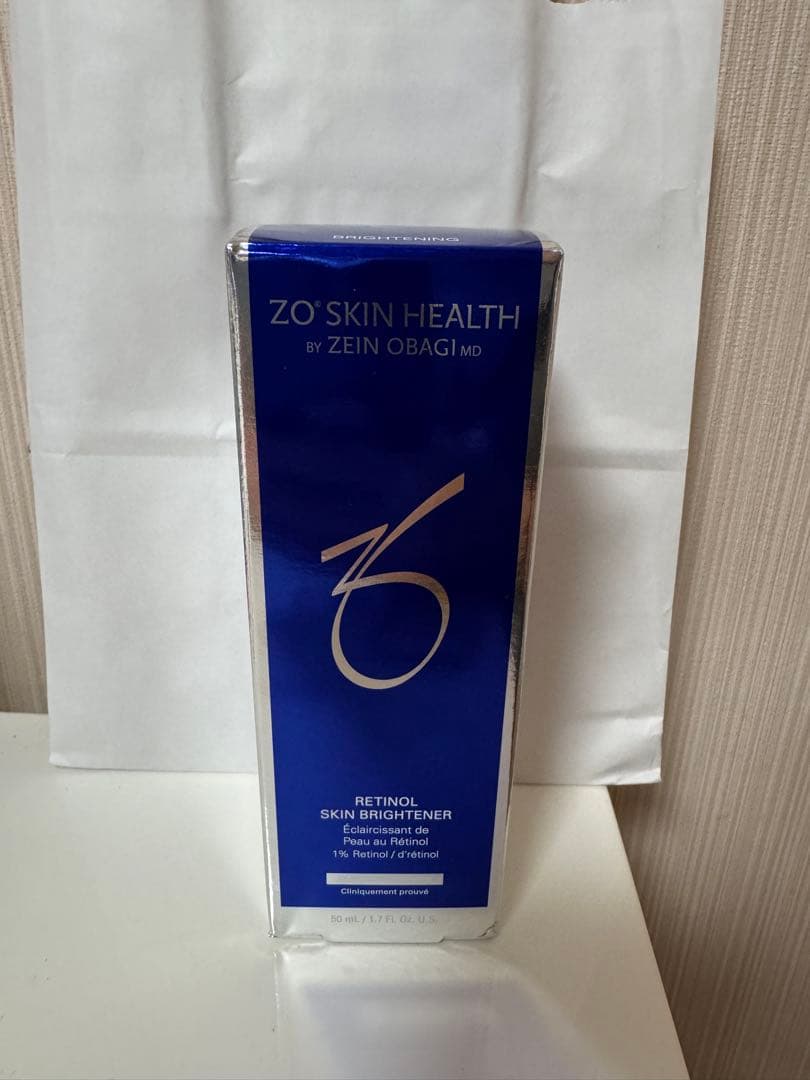 BRIGHTENING
ZO® SKIN HEALTH
BY ZEIN OBAGI MD
RETINOL
SKIN BRIGHTENER
Éclaircissant de
Peau au Rétinol
1% Retinol / d'rétinol
Cliniquement prouvé
50 mL / 1.7 Fl. Oz. U.S.